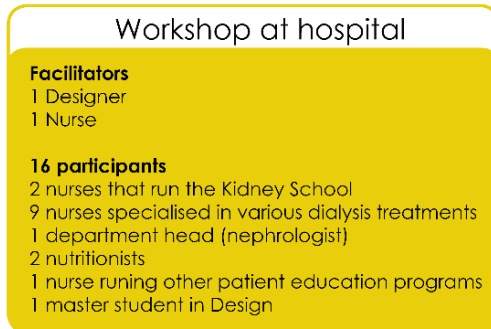 Workshop at hospital
Facilitators
1 Designer
1 Nurse
16 participants
2 nurses that run the Kidney School
9 nurses specialised in various dialysis treatments
1 department head (nephrologist)
2 nutritionists
1 nurse runing other patient education programs
1 master student in Design